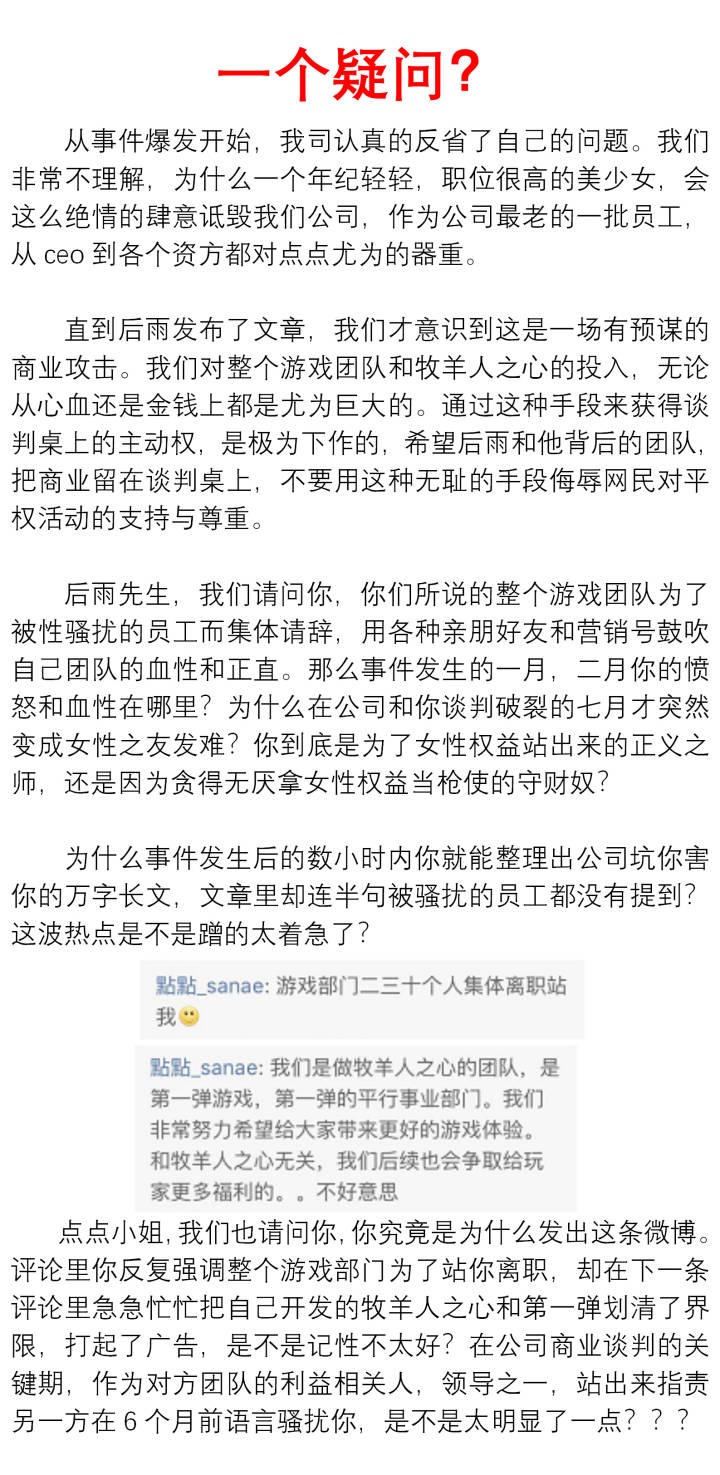 一个疑问?
从事件爆发开始，我司认真的反省了自己的问题。我们
非常不理解，为什么一个年纪轻轻，职位很高的美少女，会
这么绝情的肆意诋毁我们公司，作为公司最老的一批员工，
从 ceo 到各个资方都对点点尤为的器重。
直到后雨发布了文章，我们才意识到这是一场有预谋的
商业攻击。我们对整个游戏团队和牧羊人之心的投入，无论
从心血还是金钱上都是尤为巨大的。通过这种手段来获得谈
判桌上的主动权，是极为下作的，希望后雨和他背后的团队，
把商业留在谈判桌上，不要用这种无耻的手段侮辱网民对平
权活动的支持与尊重。
后雨先生，我们请问你，你们所说的整个游戏团队为了
被性骚扰的员工而集体请辞，用各种亲朋好友和营销号鼓吹
自己团队的血性和正直。那么事件发生的一月，二月你的愤
怒和血性在哪里？为什么在公司和你谈判破裂的七月才突然
变成女性之友发难？你到底是为了女性权益站出来的正义之
师，还是因为贪得无厌拿女性权益当枪使的守财奴？
为什么事件发生后的数小时内你就能整理出公司坑你害
你的万字长文，文章里却连半句被骚扰的员工都没有提到？
这波热点是不是蹭的太着急了？
點點_sanae: 游戏部门二三十个人集体离职站
我🙂
點點_sanae: 我们是做牧羊人之心的团队，是
第一弹游戏，第一弹的平行事业部门。我们
非常努力希望给大家带来更好的游戏体验。
和牧羊人之心无关，我们后续也会争取给玩
家更多福利的。。不好意思
点点小姐,我们也请问你,你究竟是为什么发出这条微博。
评论里你反复强调整个游戏部门为了站你离职，却在下一条
评论里急急忙忙把自己开发的牧羊人之心和第一弹划清了界
限，打起了广告，是不是记性不太好？在公司商业谈判的关
键期，作为对方团队的利益相关人，领导之一，站出来指责
另一方在 6 个月前语言骚扰你，是不是太明显了一点？？？